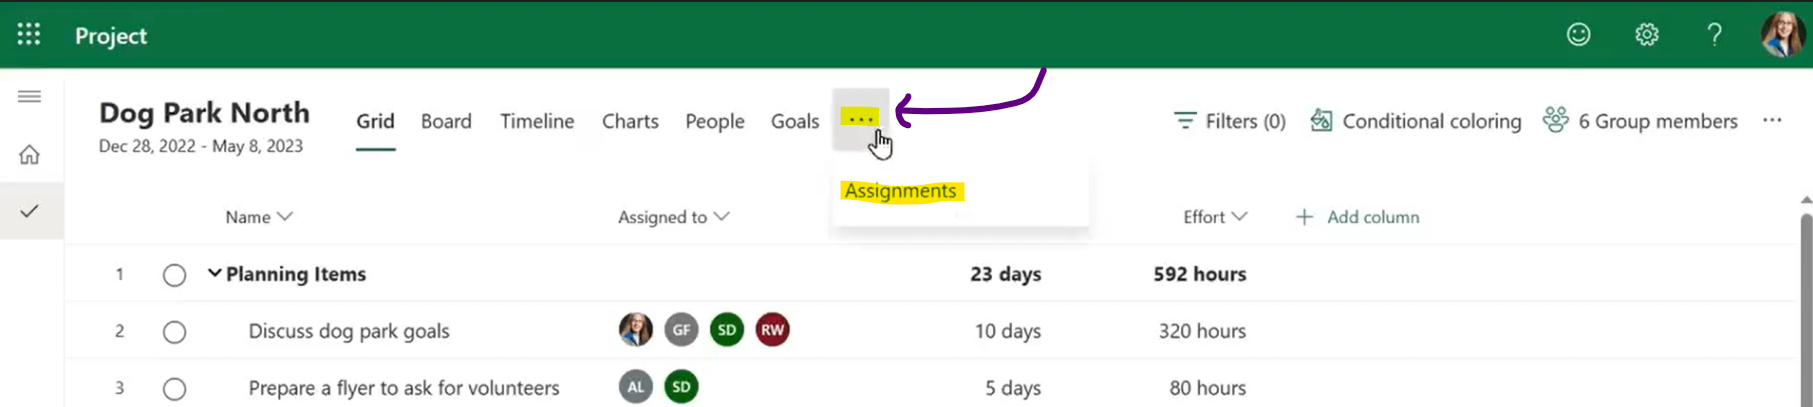 Project
Dog Park North
Dec 28, 2022 - May 8, 2023
Grid Board Timeline Charts People Goals ...
Filters (0) Conditional coloring 6 Group members ...
Assignments
Name Assigned to Effort + Add column
1 Planning Items 23 days 592 hours
2 Discuss dog park goals GF SD RW 10 days 320 hours
3 Prepare a flyer to ask for volunteers AL SD 5 days 80 hours